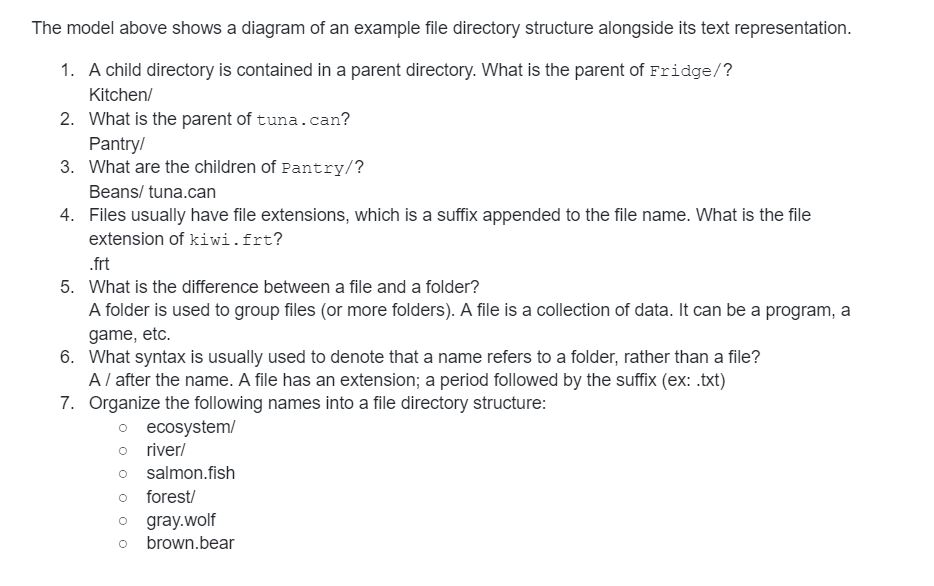 The model above shows a diagram of an example file directory structure alongside its text representation.
1. A child directory is contained in a parent directory. What is the parent of Fridge/?
Kitchen/
2. What is the parent of tuna.can?
Pantry/
3. What are the children of Pantry/?
Beans/ tuna.can
4. Files usually have file extensions, which is a suffix appended to the file name. What is the file
extension of kiwi.frt?
.frt
5. What is the difference between a file and a folder?
A folder is used to group files (or more folders). A file is a collection of data. It can be a program, a
game, etc.
6. What syntax is usually used to denote that a name refers to a folder, rather than a file?
A / after the name. A file has an extension; a period followed by the suffix (ex: .txt)
7. Organize the following names into a file directory structure:
○ ecosystem/
○ river/
○ salmon.fish
○ forest/
○ gray.wolf
○ brown.bear